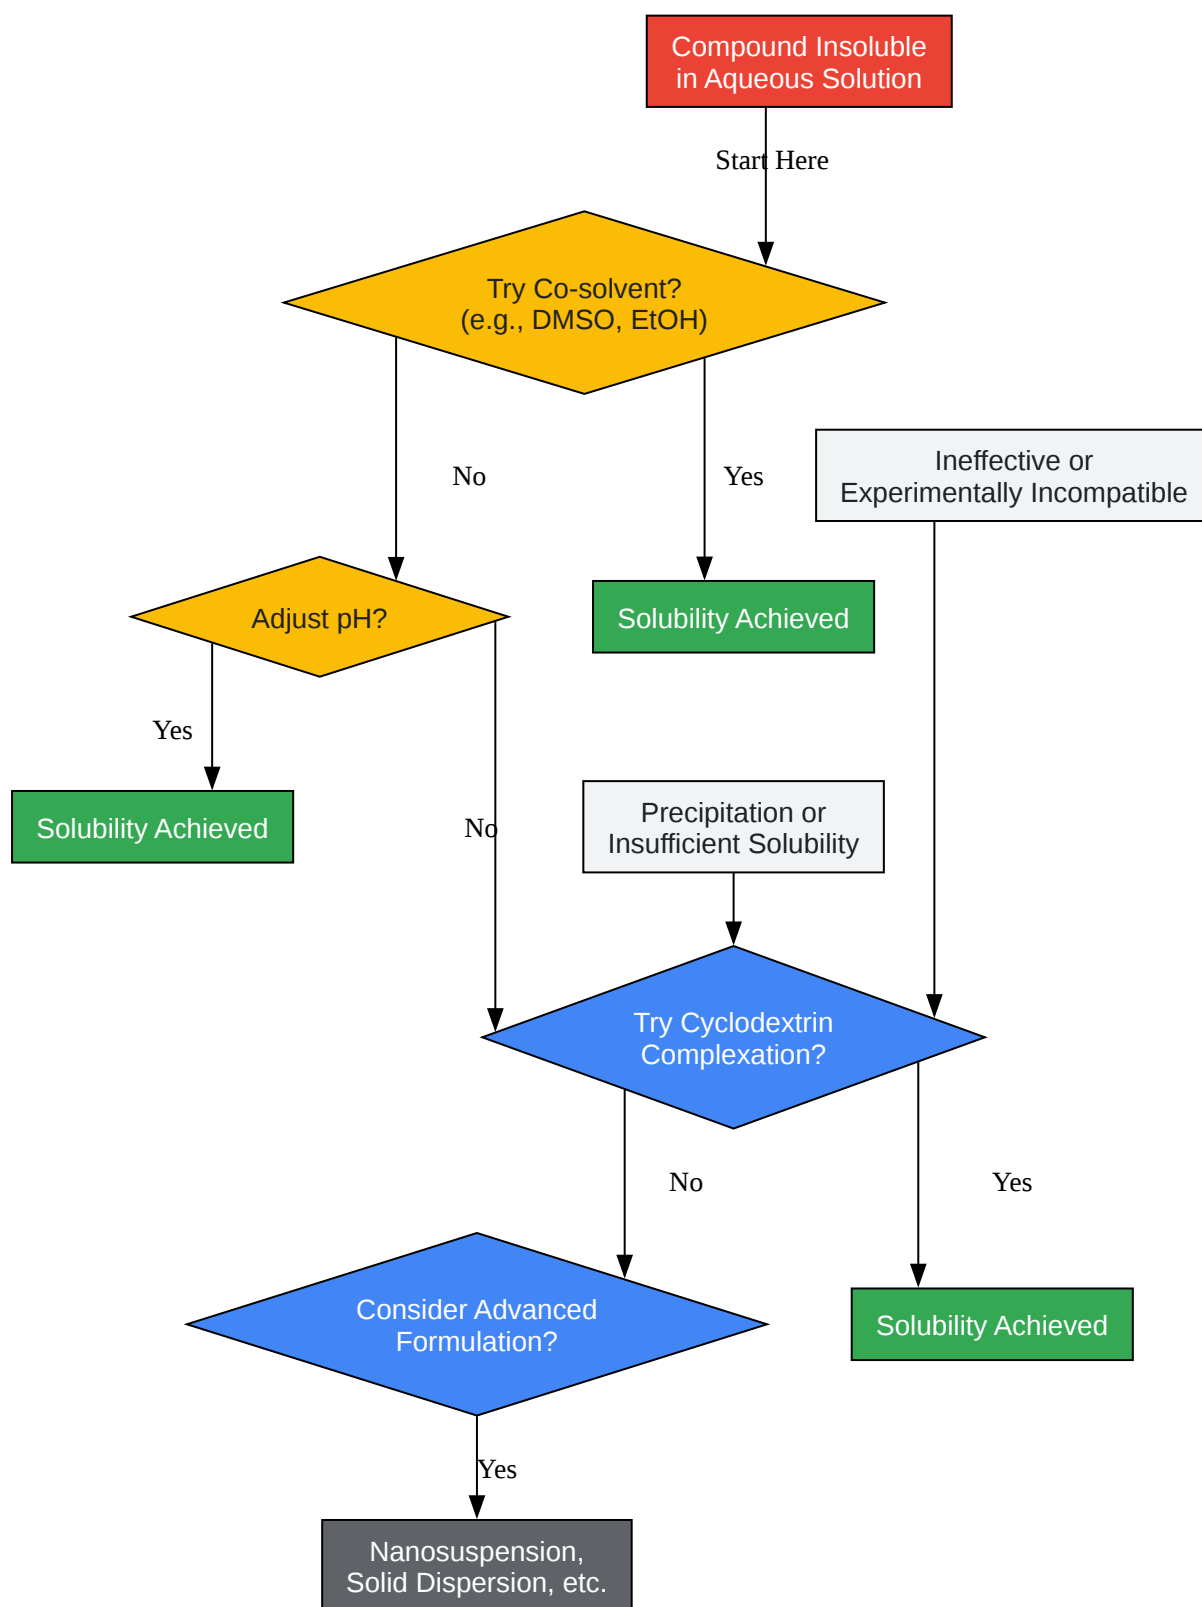 Compound Insoluble
in Aqueous Solution
Start Here
Try Co-solvent?
(e.g., DMSO, EtOH)
No
Yes
Ineffective or
Experimentally Incompatible
Adjust pH?
Solubility Achieved
Yes
No
Solubility Achieved
Precipitation or
Insufficient Solubility
Try Cyclodextrin
Complexation?
No
Yes
Consider Advanced
Formulation?
Solubility Achieved
Yes
Nanosuspension,
Solid Dispersion, etc.